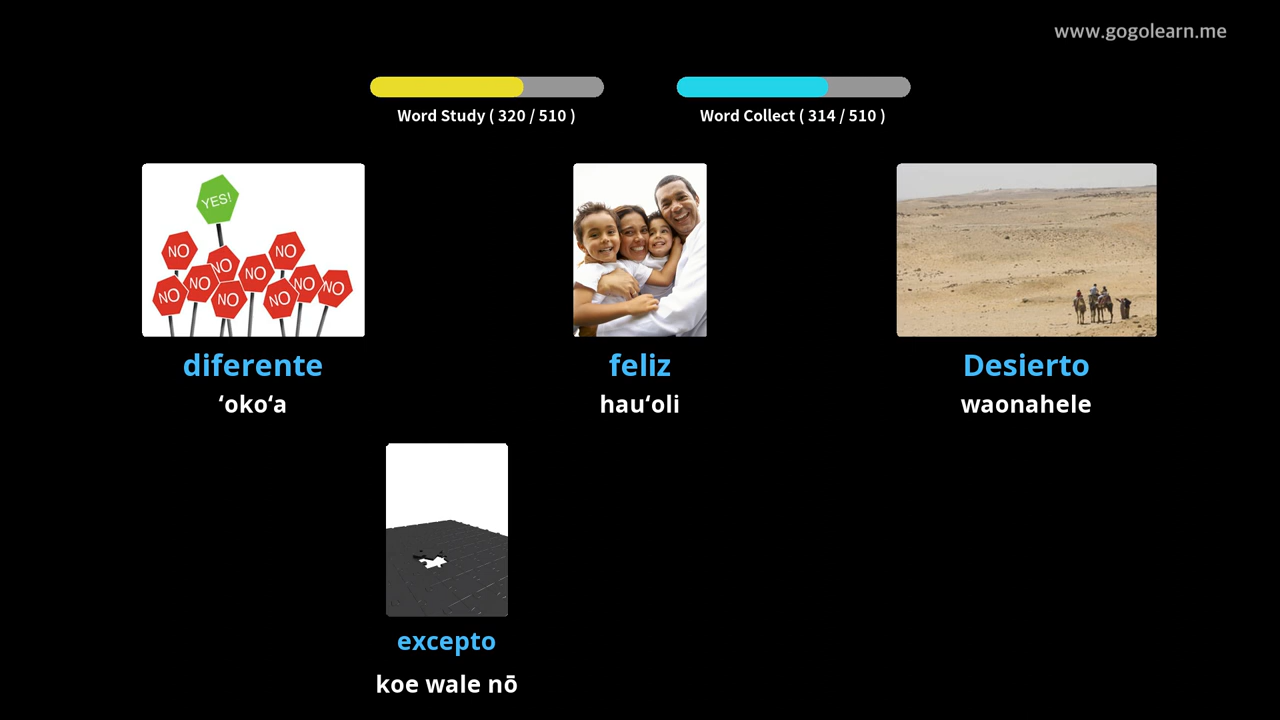 www.gogolearn.me
Word Study ( 320 / 510 )
Word Collect ( 314 / 510 )
YES!
NO
NO
NO
NO
NO
NO
NO
NO
NO
NO
diferente
ʻokoʻa
feliz
hauʻoli
Desierto
waonahele
excepto
koe wale nō